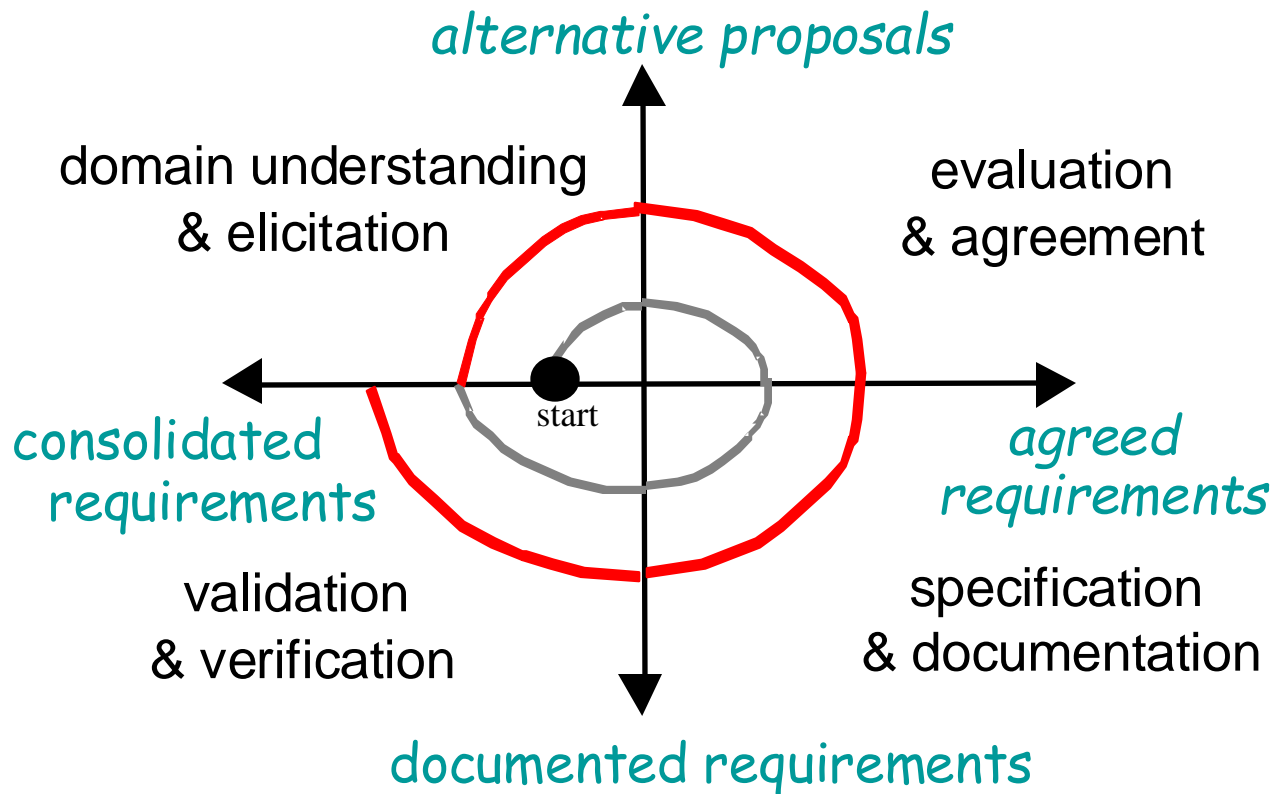 alternative proposals
domain understanding
& elicitation
evaluation
& agreement
start
consolidated
requirements
agreed
requirements
validation
& verification
specification
& documentation
documented requirements